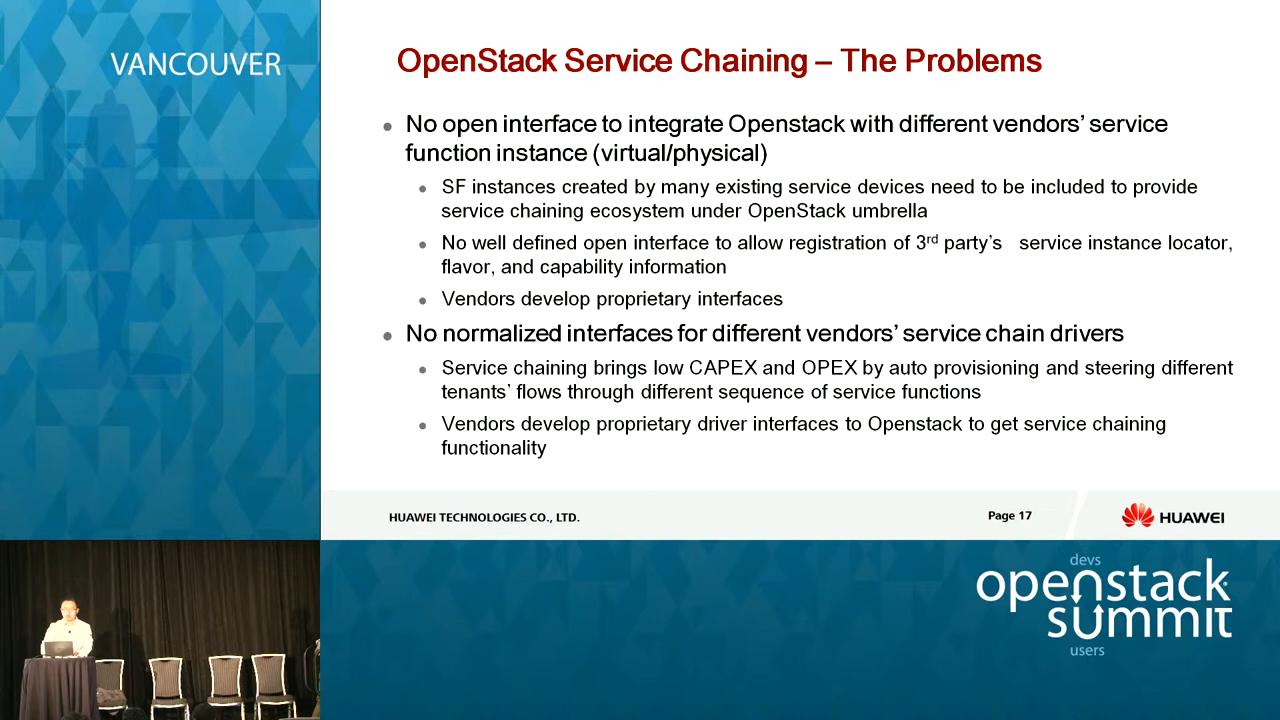 VANCOUVER
OpenStack Service Chaining – The Problems
• No open interface to integrate Openstack with different vendors’ service
function instance (virtual/physical)
• SF instances created by many existing service devices need to be included to provide
service chaining ecosystem under OpenStack umbrella
• No well defined open interface to allow registration of 3rd party’s service instance locator,
flavor, and capability information
• Vendors develop proprietary interfaces
• No normalized interfaces for different vendors’ service chain drivers
• Service chaining brings low CAPEX and OPEX by auto provisioning and steering different
tenants’ flows through different sequence of service functions
• Vendors develop proprietary driver interfaces to Openstack to get service chaining
functionality
HUAWEI TECHNOLOGIES CO., LTD.
Page 17
HUAWEI
devs
openstack
summit
users